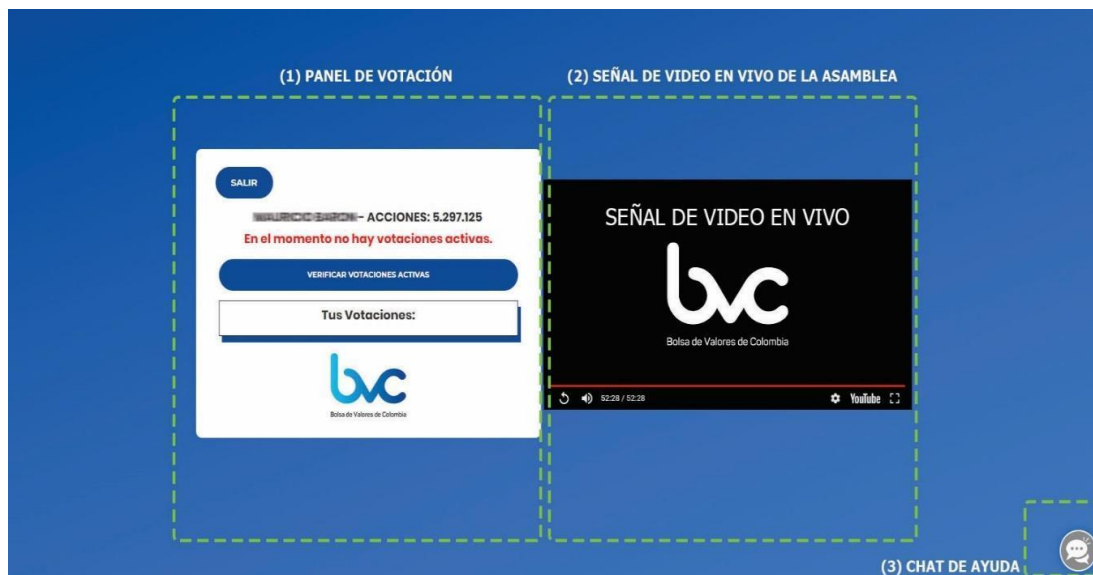 (1) PANEL DE VOTACIÓN
(2) SEÑAL DE VIDEO EN VIVO DE LA ASAMBLEA
SALIR
- ACCIONES: 5.297.125
En el momento no hay votaciones activas.
VERIFICAR VOTACIONES ACTIVAS
Tus Votaciones:
bvc
Bolsa de Valores de Colombia
SEÑAL DE VIDEO EN VIVO
bvc
Bolsa de Valores de Colombia
52:28 / 52:28
YouTube
(3) CHAT DE AYUDA